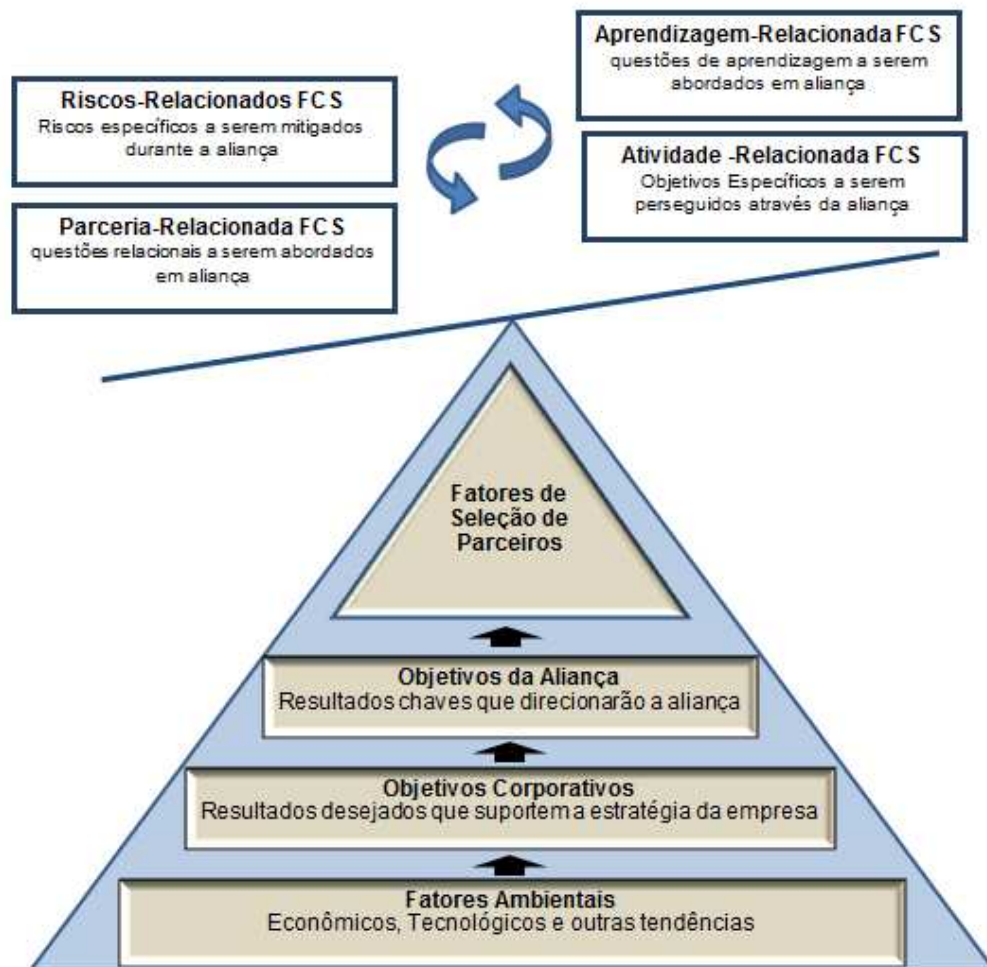 Aprendizagem-Relacionada FCS
questões de aprendizagem a serem
abordados em aliança
Riscos-Relacionados FCS
Riscos específicos a serem mitigados
durante a aliança
Atividade -Relacionada FCS
Objetivos Específicos a serem
perseguidos através da aliança
Parceria-Relacionada FCS
questões relacionais a serem abordados
em aliança
Fatores de
Seleção de
Parceiros
Objetivos da Aliança
Resultados chaves que direcionarão a aliança
Objetivos Corporativos
Resultados desejados que suportem a estratégia da empresa
Fatores Ambientais
Econômicos, Tecnológicos e outras tendências